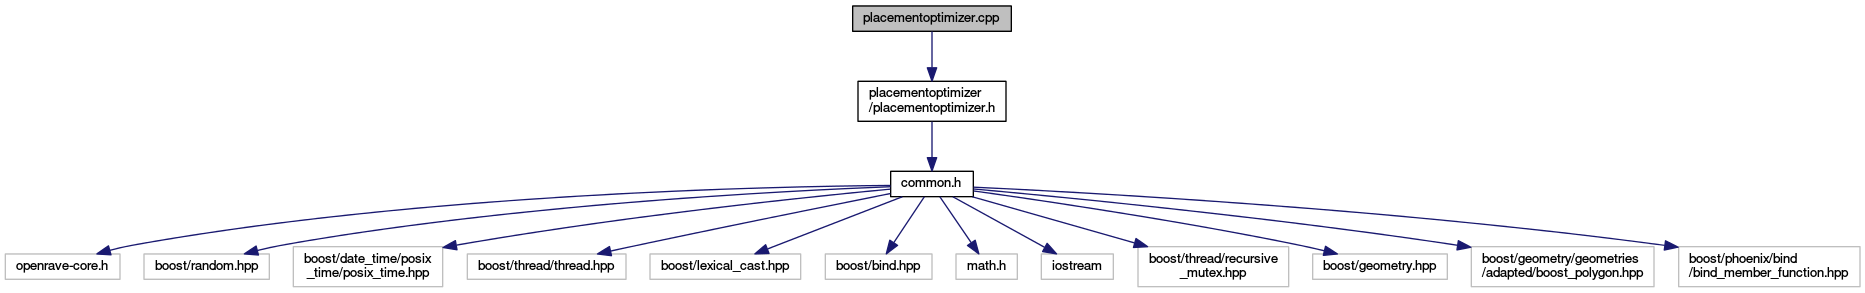 placementoptimizer.cpp
placementoptimizer
/placementoptimizer.h
common.h
openrave-core.h
boost/random.hpp
boost/date_time/posix
_time/posix_time.hpp
boost/thread/thread.hpp
boost/lexical_cast.hpp
boost/bind.hpp
math.h
iostream
boost/thread/recursive
_mutex.hpp
boost/geometry.hpp
boost/geometry/geometries
/adapted/boost_polygon.hpp
boost/phoenix/bind
/bind_member_function.hpp